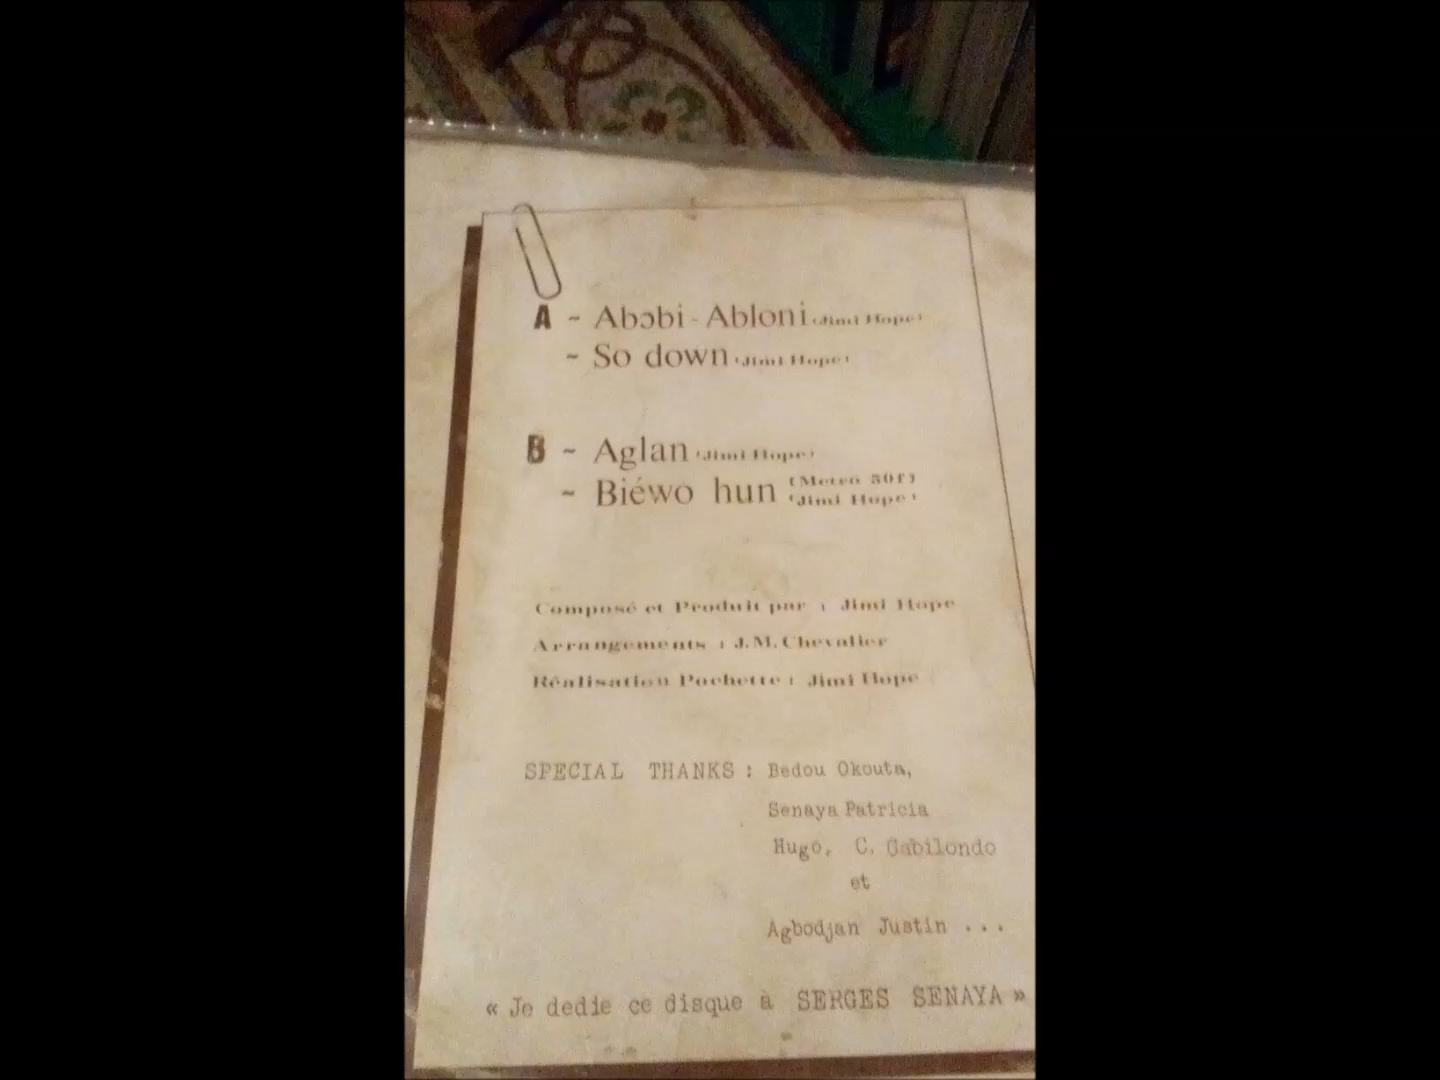 A ~ Abɔbi - Abloni (Jimi Hope)
~ So down (Jimi Hope)
B ~ Aglan (Jimi Hope)
~ Biéwo hun (Metro 50f)
(Jimi Hope)
Composé et Produit par : Jimi Hope
Arrangements : J.M. Chevalier
Réalisation Pochette : Jimi Hope
SPECIAL THANKS : Bedou Okouta,
Senaya Patricia
Hugo, C. Gabilondo
et
Agbodjan Justin ...
« Je dedie ce disque à SERGES SENAYA »